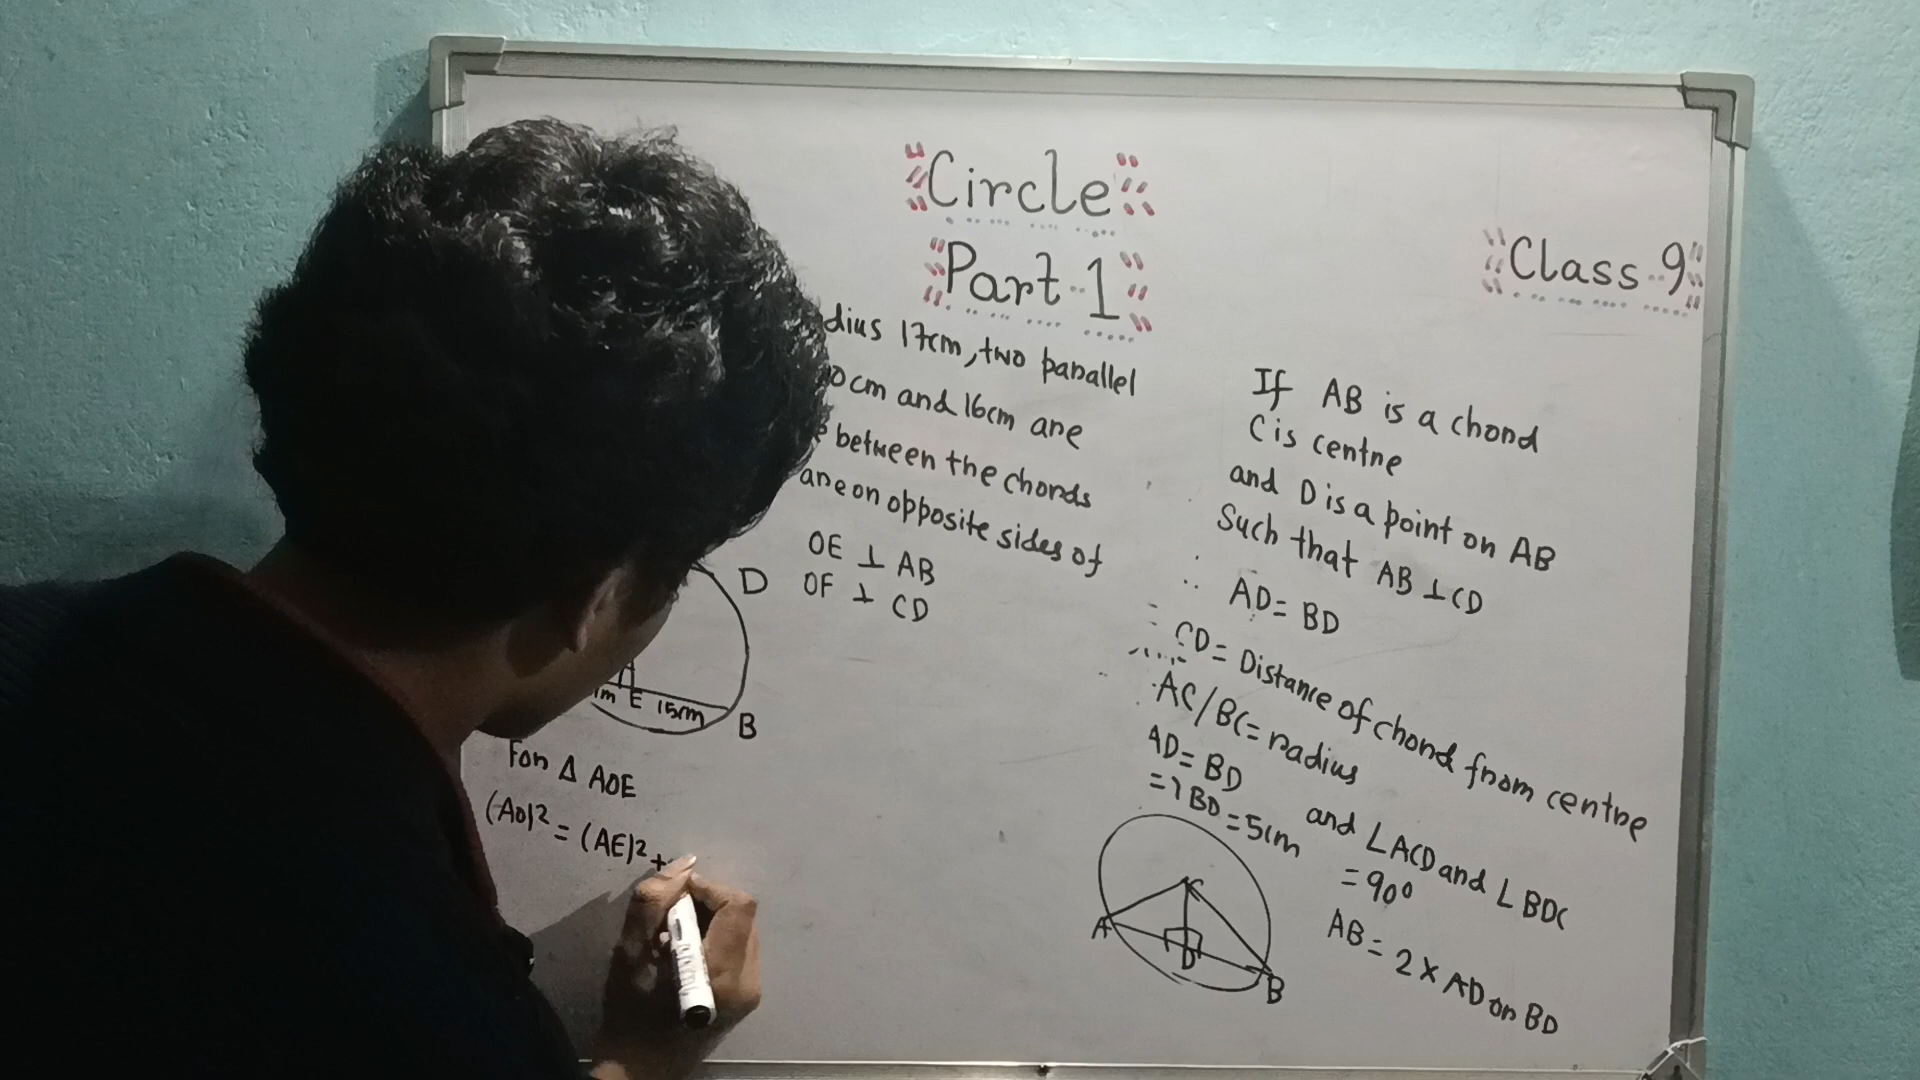 Circle
Part-1
Class-9
dius 17cm, two parallel
0cm and 16cm are
between the chords
are on opposite sides of
OE ⊥ AB
OF ⊥ CD
D
E 15cm
B
For Δ AOE
(AO)² = (AE)² +
If AB is a chord
C is centre
and D is a point on AB
Such that AB ⊥ CD
∴ AD = BD
CD = Distance of chord from centre
AC/BC = radius
AD = BD
=> BD = 5cm
and ∠ACD and ∠BDC
= 90°
AB = 2 × AD or BD
C
A
D
B